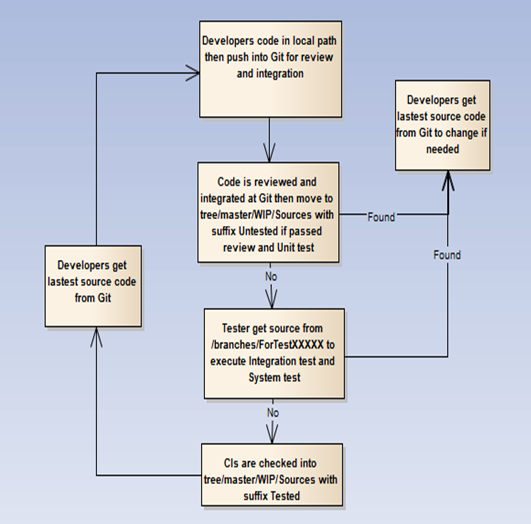 Developers code in local path
then push into Git for review
and integration
Developers get
lastest source code
from Git to change if
needed
Code is reviewed and
integrated at Git then move to
tree/master/WIP/Sources with
suffix Untested if passed
review and Unit test
Found
Found
No
Developers get
lastest source code
from Git
Tester get source from
/branches/ForTestXXXXX to
execute Integration test and
System test
No
CIs are checked into
tree/master/WIP/Sources with
suffix Tested